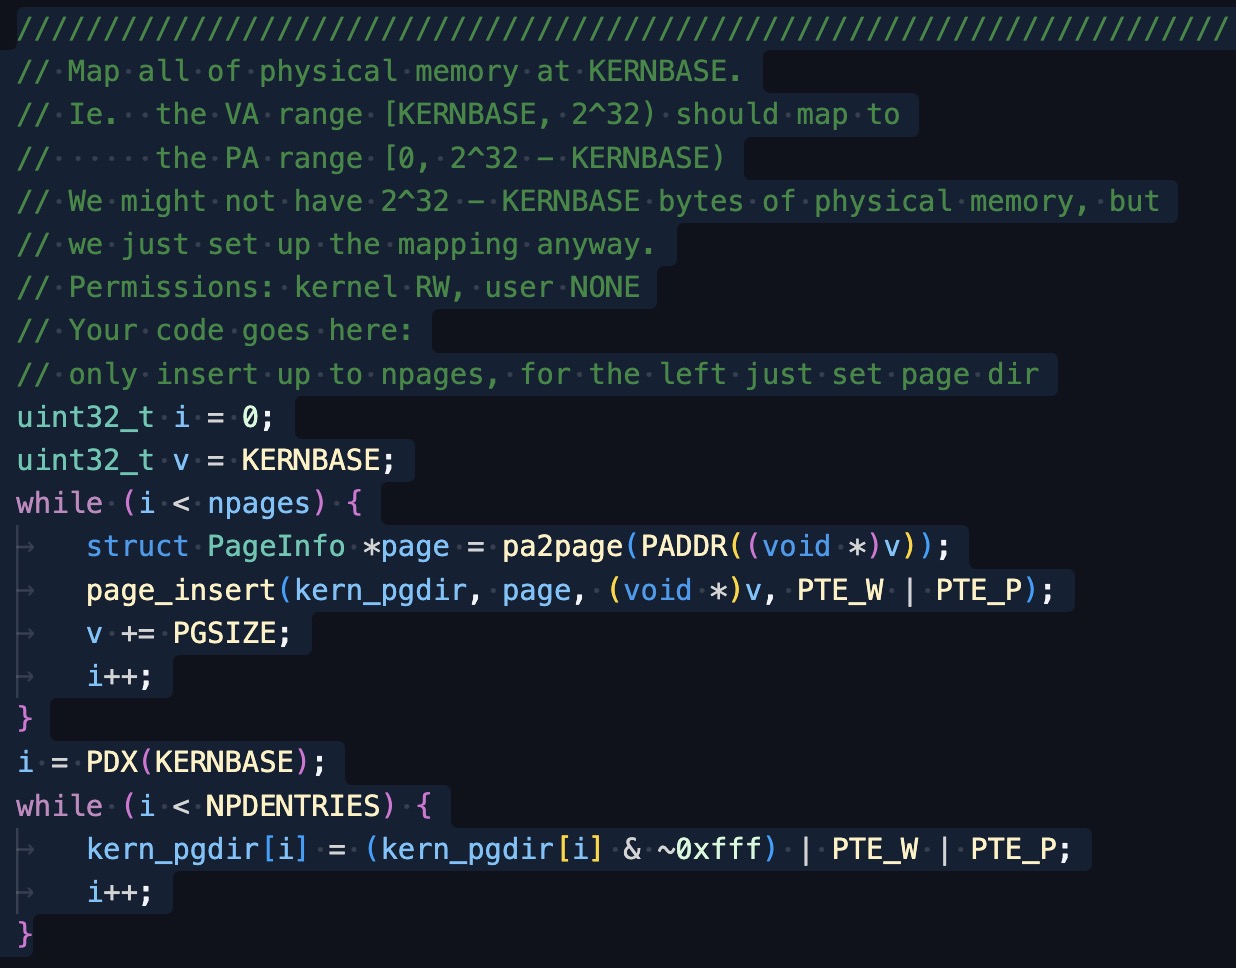 //////////////////////////////////////////////////////////////////////
// Map all of physical memory at KERNBASE.
// Ie.  the VA range [KERNBASE, 2^32) should map to
//      the PA range [0, 2^32 - KERNBASE)
// We might not have 2^32 - KERNBASE bytes of physical memory, but
// we just set up the mapping anyway.
// Permissions: kernel RW, user NONE
// Your code goes here:
// only insert up to npages, for the left just set page dir
uint32_t i = 0;
uint32_t v = KERNBASE;
while (i < npages) {
	struct PageInfo *page = pa2page(PADDR((void *)v));
	page_insert(kern_pgdir, page, (void *)v, PTE_W | PTE_P);
	v += PGSIZE;
	i++;
}
i = PDX(KERNBASE);
while (i < NPDENTRIES) {
	kern_pgdir[i] = (kern_pgdir[i] & ~0xfff) | PTE_W | PTE_P;
	i++;
}